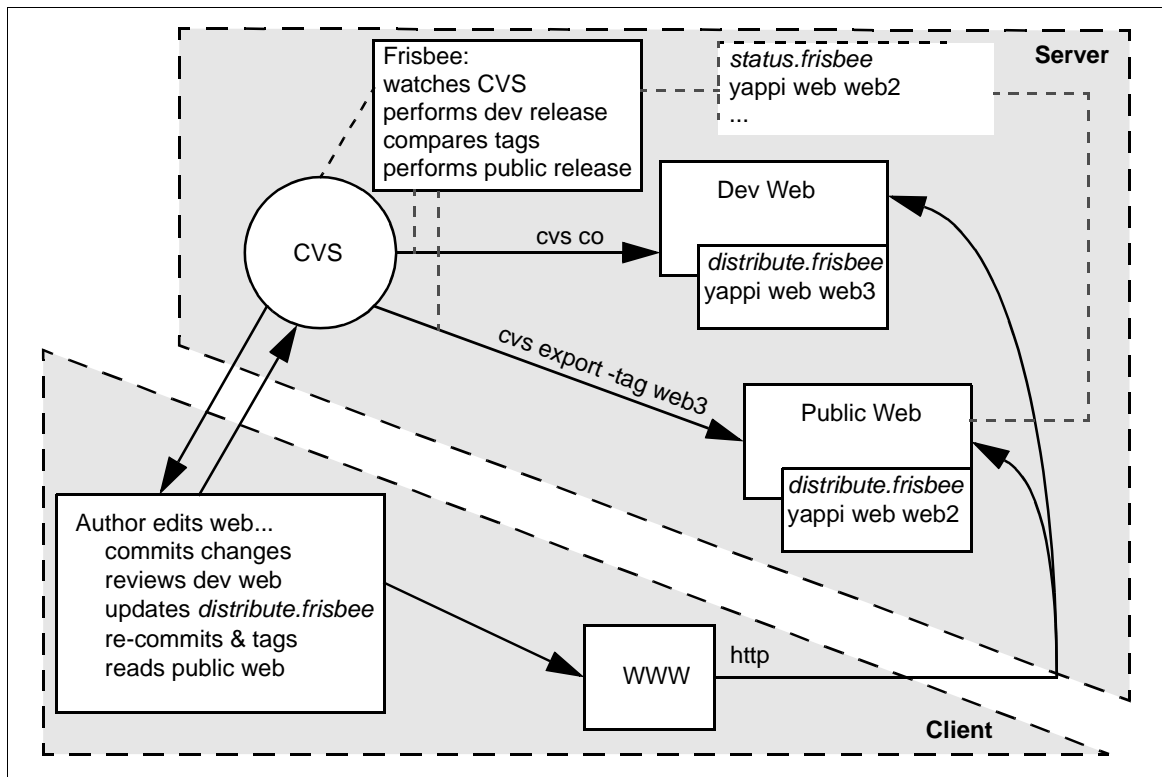 Server
Frisbee:
watches CVS
performs dev release
compares tags
performs public release
status.frisbee
yappi web web2
...
CVS
cvs co
Dev Web
distribute.frisbee
yappi web web3
cvs export -tag web3
Public Web
distribute.frisbee
yappi web web2
Author edits web...
commits changes
reviews dev web
updates distribute.frisbee
re-commits & tags
reads public web
WWW
http
Client